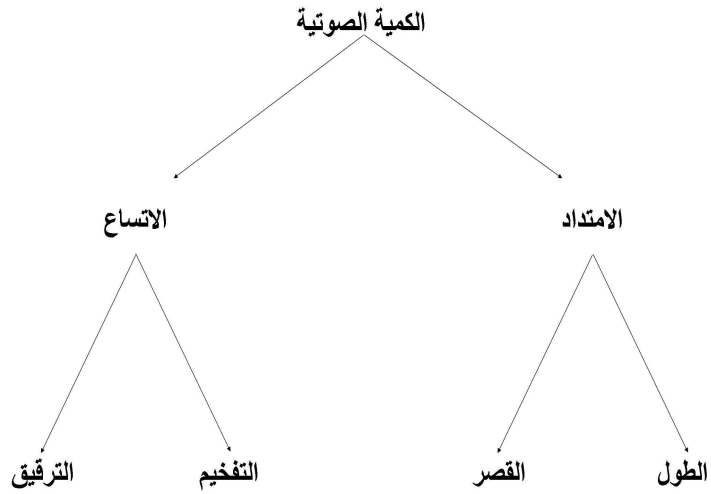 الكمية الصوتية
الامتداد
الاتساع
الطول
القصر
التفخيم
الترقيق